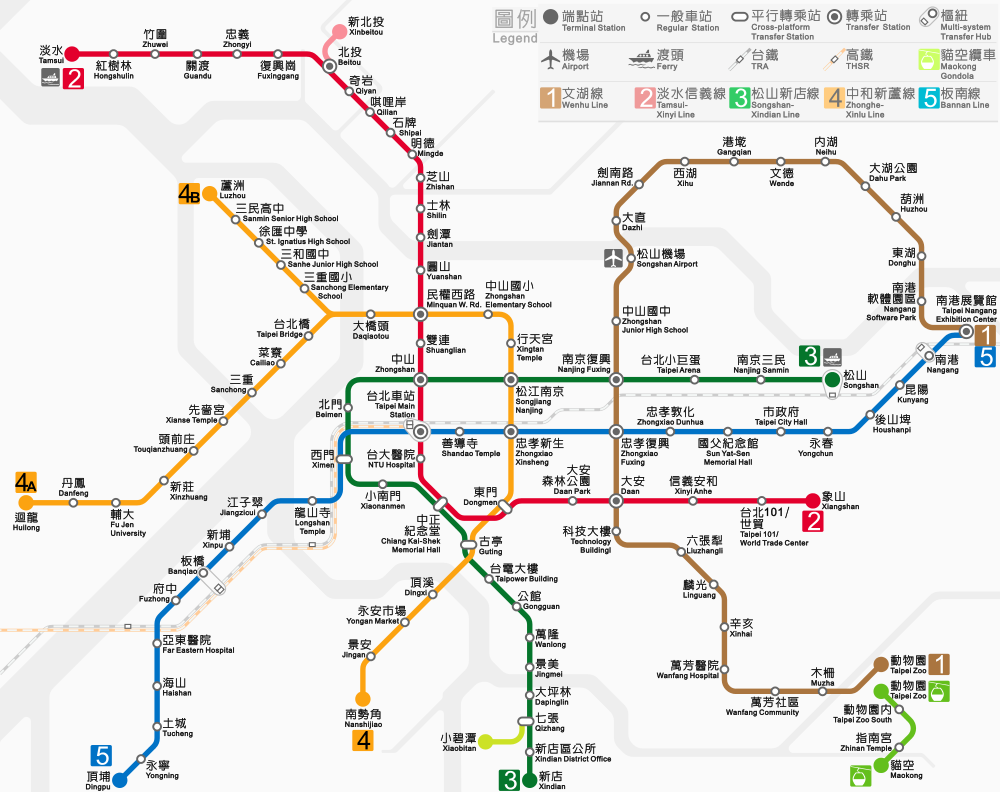 圖例
Legend
端點站
Terminal Station
一般車站
Regular Station
平行轉乘站
Cross-platform
Transfer Station
轉乘站
Transfer Station
樞紐
Multi-system
Transfer Hub
機場
Airport
渡頭
Ferry
台鐵
TRA
高鐵
THSR
貓空纜車
Maokong
Gondola
1
文湖線
Wenhu Line
2
淡水信義線
Tamsui-
Xinyi Line
3
松山新店線
Songshan-
Xindian Line
4
中和新蘆線
Zhonghe-
Xinlu Line
5
板南線
Bannan Line
淡水
Tamsui
2
紅樹林
Hongshulin
竹圍
Zhuwei
關渡
Guandu
忠義
Zhongyi
復興崗
Fuxinggang
新北投
Xinbeitou
北投
Beitou
奇岩
Qiyan
唭哩岸
Qilian
石牌
Shipai
明德
Mingde
芝山
Zhishan
士林
Shilin
劍潭
Jiantan
圓山
Yuanshan
民權西路
Minquan W. Rd.
雙連
Shuanglian
中山
Zhongshan
台北車站
Taipei Main
Station
台大醫院
NTU Hospital
中正
紀念堂
Chiang Kai-Shek
Memorial Hall
東門
Dongmen
大安
森林公園
Daan Park
大安
Daan
信義安和
Xinyi Anhe
台北101/
世貿
Taipei 101/
World Trade Center
象山
Xiangshan
2
4B
蘆洲
Luzhou
三民高中
Sanmin Senior High School
徐匯中學
St. Ignatius High School
三和國中
Sanhe Junior High School
三重國小
Sanchong Elementary
School
大橋頭
Daqiaotou
中山國小
Zhongshan
Elementary School
行天宮
Xingtan
Temple
松江南京
Songjiang
Nanjing
忠孝新生
Zhongxiao
Xinsheng
台北橋
Taipei Bridge
菜寮
Cailiao
三重
Sanchong
先嗇宮
Xianse Temple
頭前庄
Touqianzhuang
新莊
Xinzhuang
輔大
Fu Jen
University
丹鳳
Danfeng
4A
迴龍
Huilong
古亭
Guting
頂溪
Dingxi
永安市場
Yongan Market
景安
Jingan
南勢角
Nanshijiao
4
3
松山
Songshan
南京三民
Nanjing Sanmin
台北小巨蛋
Taipei Arena
南京復興
Nanjing Fuxing
北門
Beimen
西門
Ximen
小南門
Xiaonanmen
台電大樓
Taipower Building
公館
Gongguan
萬隆
Wanlong
景美
Jingmei
大坪林
Dapinglin
七張
Qizhang
小碧潭
Xiaobitan
新店區公所
Xindian District Office
3
新店
Xindian
1
5
南港展覽館
Taipei Nangang
Exhibition Center
南港
Nangang
昆陽
Kunyang
後山埤
Houshanpi
永春
Yongchun
市政府
Taipei City Hall
國父紀念館
Sun Yat-Sen
Memorial Hall
忠孝敦化
Zhongxiao Dunhua
忠孝復興
Zhongxiao
Fuxing
善導寺
Shandao Temple
龍山寺
Longshan
Temple
江子翠
Jiangzicui
新埔
Xinpu
板橋
Banqiao
府中
Fuzhong
亞東醫院
Far Eastern Hospital
海山
Haishan
土城
Tucheng
永寧
Yongning
5
頂埔
Dingpu
南港
軟體園區
Nangang
Software Park
東湖
Donghu
葫洲
Huzhou
大湖公園
Dahu Park
內湖
Neihu
文德
Wende
港墘
Gangqian
西湖
Xihu
劍南路
Jiannan Rd.
大直
Dazhi
松山機場
Songshan Airport
中山國中
Zhongshan
Junior High School
科技大樓
Technology
Buildingl
六張犁
Liuzhangli
麟光
Linguang
辛亥
Xinhai
萬芳醫院
Wanfang Hospital
萬芳社區
Wanfang Community
木柵
Muzha
動物園
Taipei Zoo
1
動物園
Taipei Zoo
動物園內
Taipei Zoo South
指南宮
Zhinan Temple
貓空
Maokong